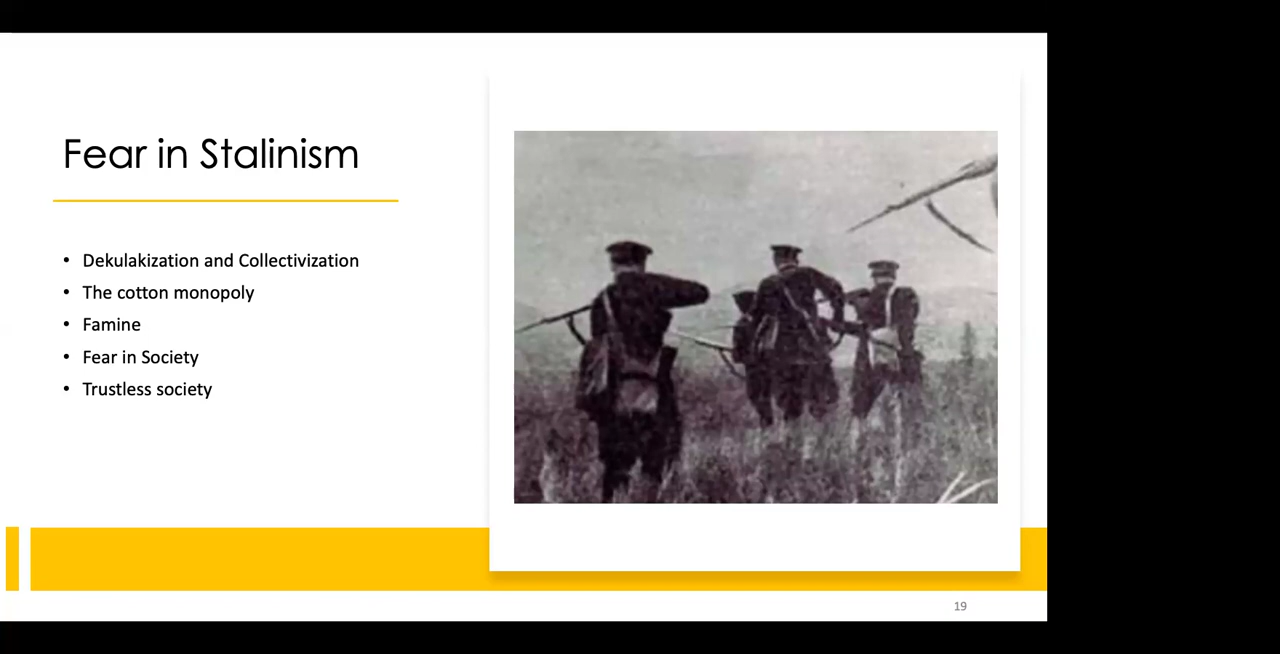 Fear in Stalinism
• Dekulakization and Collectivization
• The cotton monopoly
• Famine
• Fear in Society
• Trustless society
19